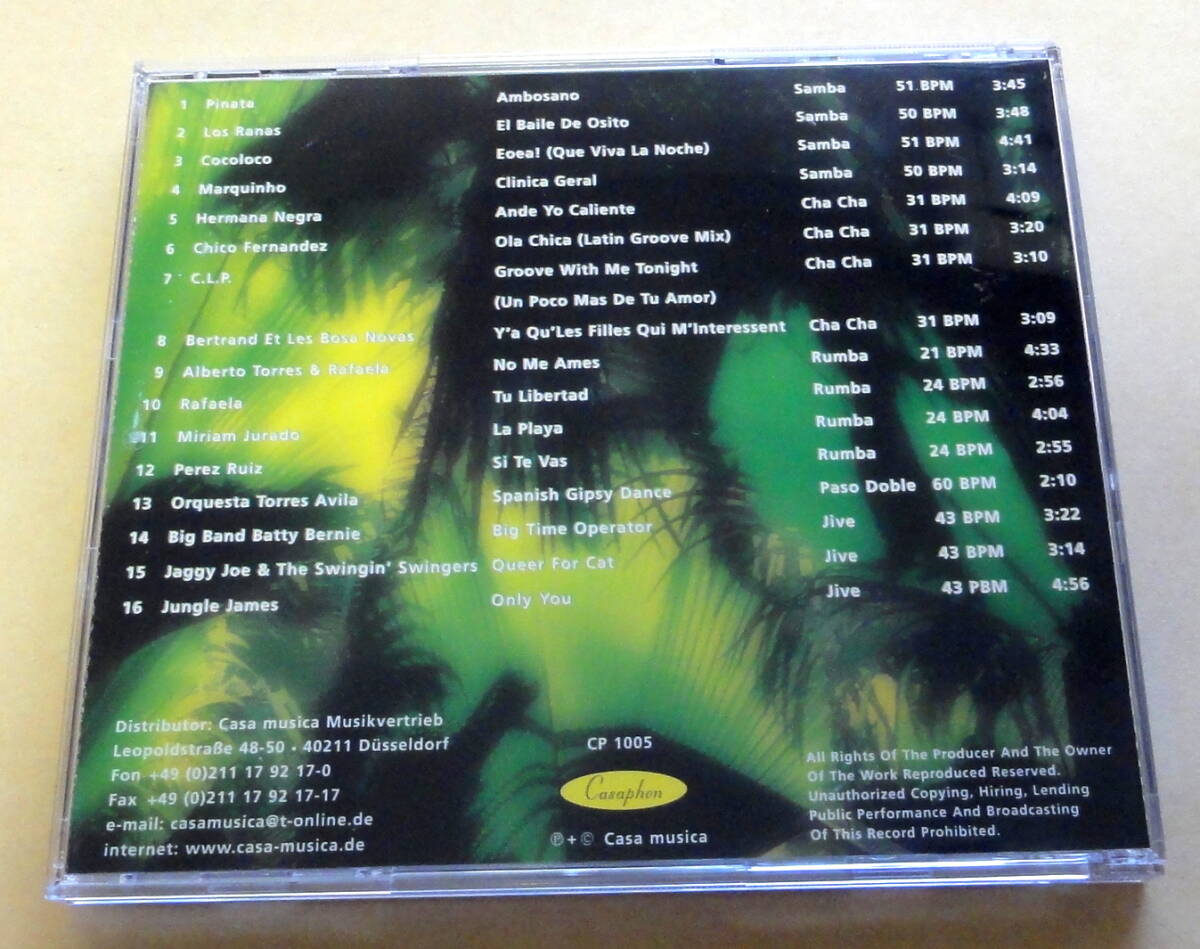 1 Pinata Ambosano Samba 51 BPM 3:45
2 Los Ranas El Baile De Osito Samba 50 BPM 3:48
3 Cocoloco Eoea! (Que Viva La Noche) Samba 51 BPM 4:41
4 Marquinho Clinica Geral Samba 50 BPM 3:14
5 Hermana Negra Ande Yo Caliente Cha Cha 31 BPM 4:09
6 Chico Fernandez Ola Chica (Latin Groove Mix) Cha Cha 31 BPM 3:20
7 C.L.P. Groove With Me Tonight Cha Cha 31 BPM 3:10
(Un Poco Mas De Tu Amor)
8 Bertrand Et Les Bosa Novas Y'a Qu'Les Filles Qui M'Interessent Cha Cha 31 BPM 3:09
9 Alberto Torres & Rafaela No Me Ames Rumba 21 BPM 4:33
10 Rafaela Tu Libertad Rumba 24 BPM 2:56
11 Miriam Jurado La Playa Rumba 24 BPM 4:04
12 Perez Ruiz Si Te Vas Rumba 24 BPM 2:55
13 Orquesta Torres Avila Spanish Gipsy Dance Paso Doble 60 BPM 2:10
14 Big Band Batty Bernie Big Time Operator Jive 43 BPM 3:22
15 Jaggy Joe & The Swingin' Swingers Queer For Cat Jive 43 BPM 3:14
16 Jungle James Only You Jive 43 PBM 4:56
Distributor: Casa musica Musikvertrieb
Leopoldstraße 48-50 • 40211 Düsseldorf
Fon +49 (0)211 17 92 17-0
Fax +49 (0)211 17 92 17-17
e-mail: casamusica@t-online.de
internet: www.casa-musica.de
CP 1005
Casaphon
℗+© Casa musica
All Rights Of The Producer And The Owner
Of The Work Reproduced Reserved.
Unauthorized Copying, Hiring, Lending
Public Performance And Broadcasting
Of This Record Prohibited.